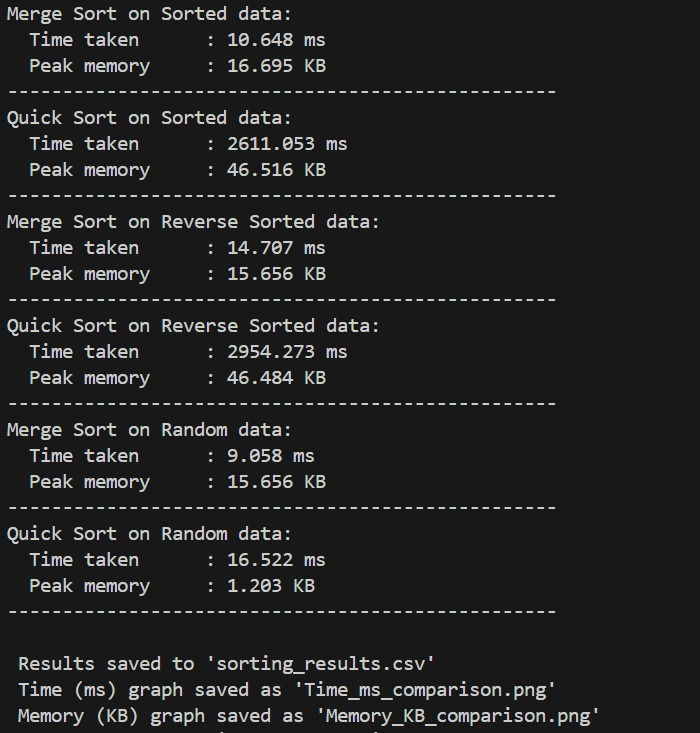 Merge Sort on Sorted data:
  Time taken      : 10.648 ms
  Peak memory     : 16.695 KB
--------------------------------------------------
Quick Sort on Sorted data:
  Time taken      : 2611.053 ms
  Peak memory     : 46.516 KB
--------------------------------------------------
Merge Sort on Reverse Sorted data:
  Time taken      : 14.707 ms
  Peak memory     : 15.656 KB
--------------------------------------------------
Quick Sort on Reverse Sorted data:
  Time taken      : 2954.273 ms
  Peak memory     : 46.484 KB
--------------------------------------------------
Merge Sort on Random data:
  Time taken      : 9.058 ms
  Peak memory     : 15.656 KB
--------------------------------------------------
Quick Sort on Random data:
  Time taken      : 16.522 ms
  Peak memory     : 1.203 KB
--------------------------------------------------

 Results saved to 'sorting_results.csv'
 Time (ms) graph saved as 'Time_ms_comparison.png'
 Memory (KB) graph saved as 'Memory_KB_comparison.png'